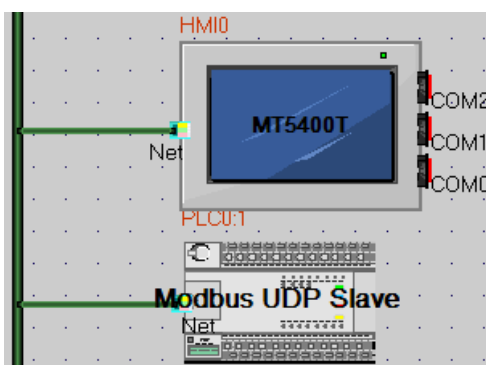 HMI0
MT5400T
COM2
COM1
COM0
Net
PLC0:1
Modbus UDP Slave
Net